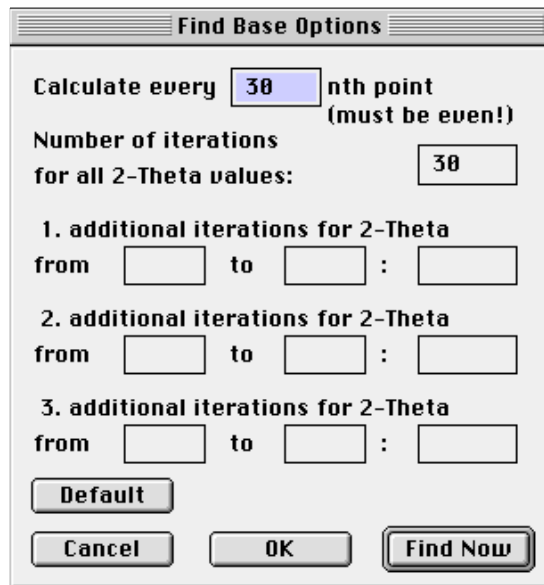 Find Base Options
Calculate every 30 nth point
(must be even!)
Number of iterations
for all 2-Theta values: 30
1. additional iterations for 2-Theta
from to :
2. additional iterations for 2-Theta
from to :
3. additional iterations for 2-Theta
from to :
Default
Cancel OK Find Now